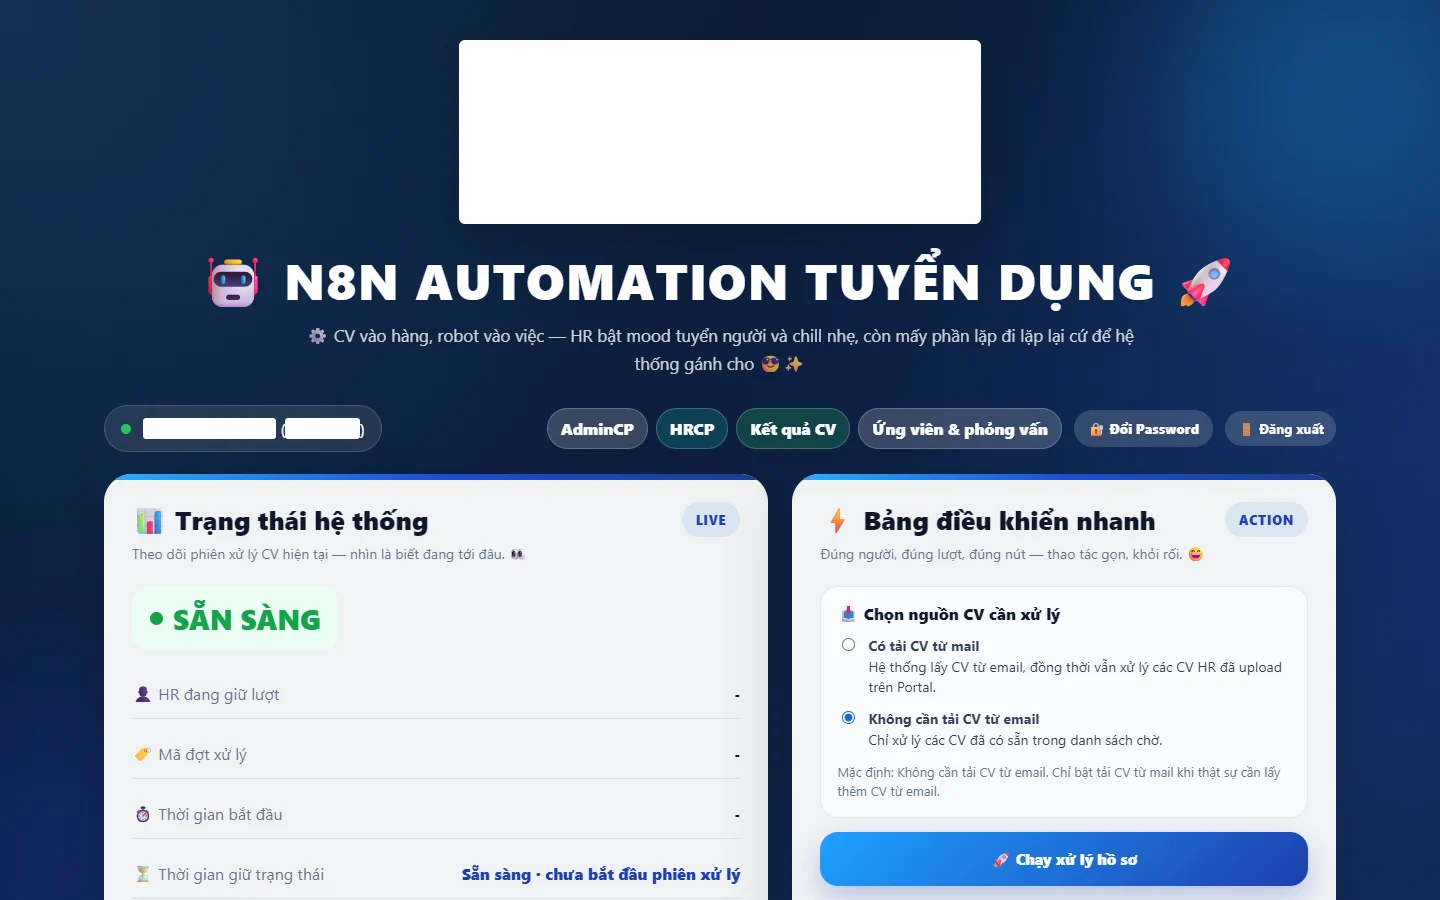 🤖 N8N AUTOMATION TUYỂN DỤNG 🚀
⚙️ CV vào hàng, robot vào việc — HR bật mood tuyển người và chill nhẹ, còn mấy phần lặp đi lặp lại cứ để hệ
thống gánh cho 😎 ✨
( )
AdminCP
HRCP
Kết quả CV
Ứng viên & phỏng vấn
🔐 Đổi Password
🚪 Đăng xuất
📊 Trạng thái hệ thống
LIVE
Theo dõi phiên xử lý CV hiện tại — nhìn là biết đang tới đâu. 👀
SẴN SÀNG
👤 HR đang giữ lượt -
🏷️ Mã đợt xử lý -
⏱️ Thời gian bắt đầu -
⏳ Thời gian giữ trạng thái Sẵn sàng · chưa bắt đầu phiên xử lý
⚡ Bảng điều khiển nhanh
ACTION
Đúng người, đúng lượt, đúng nút — thao tác gọn, khỏi rối. 😄
📥 Chọn nguồn CV cần xử lý
Có tải CV từ mail
Hệ thống lấy CV từ email, đồng thời vẫn xử lý các CV HR đã upload
trên Portal.
Không cần tải CV từ email
Chỉ xử lý các CV đã có sẵn trong danh sách chờ.
Mặc định: Không cần tải CV từ email. Chỉ bật tải CV từ mail khi thật sự cần lấy
thêm CV từ email.
🚀 Chạy xử lý hồ sơ